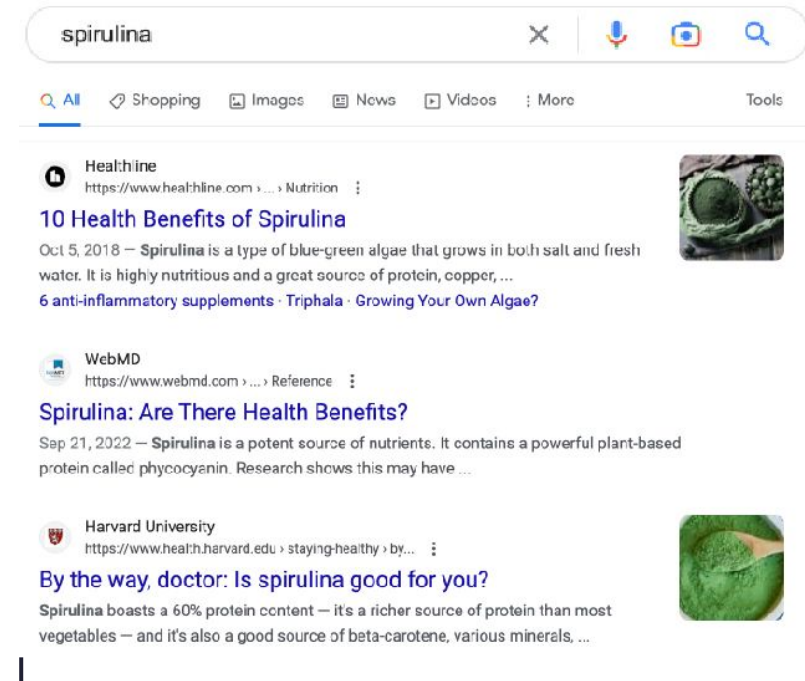 spirulina
All Shopping Images News Videos More Tools
Healthline
https://www.healthline.com › ... › Nutrition
10 Health Benefits of Spirulina
Oct 5, 2018 — Spirulina is a type of blue-green algae that grows in both salt and fresh
water. It is highly nutritious and a great source of protein, copper, ...
6 anti-inflammatory supplements · Triphala · Growing Your Own Algae?
WebMD
https://www.webmd.com › ... › Reference
Spirulina: Are There Health Benefits?
Sep 21, 2022 — Spirulina is a potent source of nutrients. It contains a powerful plant-based
protein called phycocyanin. Research shows this may have ...
Harvard University
https://www.health.harvard.edu › staying-healthy › by...
By the way, doctor: Is spirulina good for you?
Spirulina boasts a 60% protein content — it's a richer source of protein than most
vegetables — and it's also a good source of beta-carotene, various minerals, ...